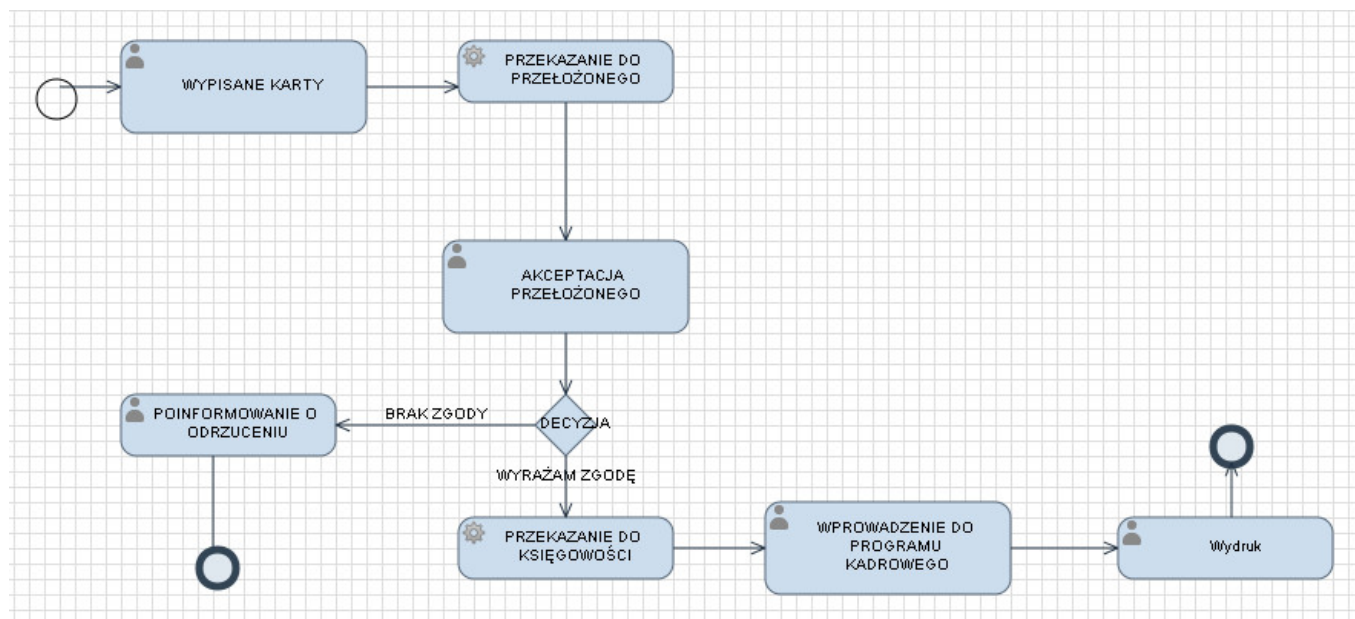 WYPISANE KARTY
PRZEKAZANIE DO
PRZEŁOŻONEGO
AKCEPTACJA
PRZEŁOŻONEGO
DECYZJA
BRAK ZGODY
POINFORMOWANIE O
ODRZUCENIU
WYRAŻAM ZGODĘ
PRZEKAZANIE DO
KSIĘGOWOŚCI
WPROWADZENIE DO
PROGRAMU
KADROWEGO
Wydruk